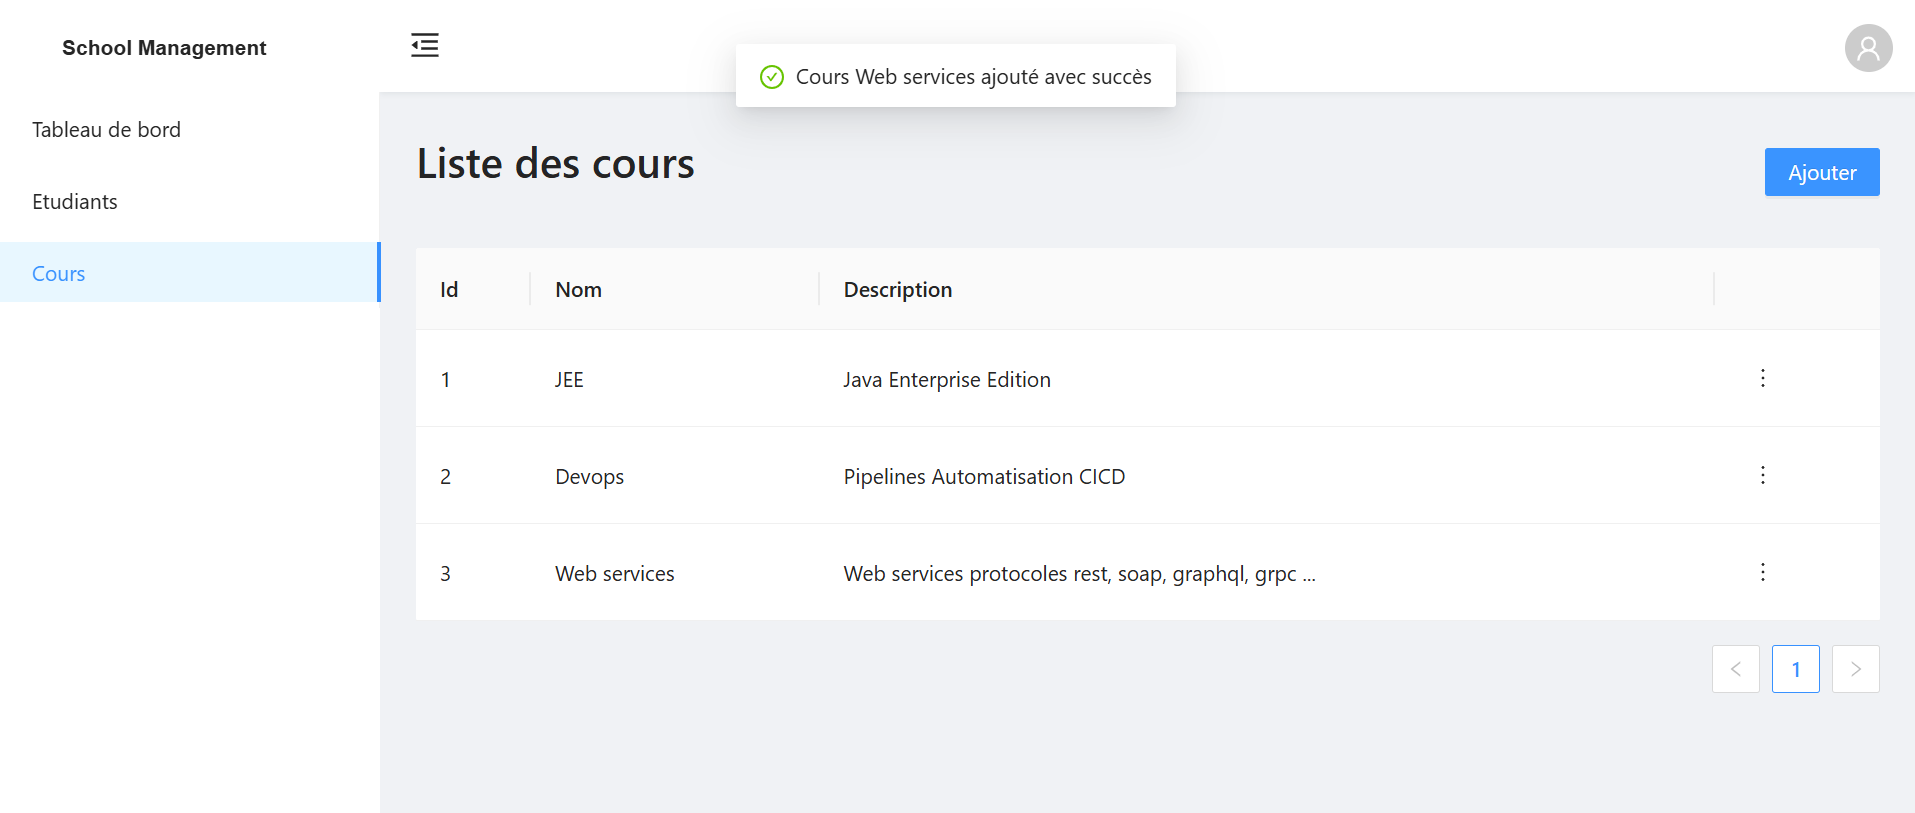 School Management
Cours Web services ajouté avec succès
Tableau de bord
Etudiants
Cours
Liste des cours
Ajouter
Id Nom Description
1 JEE Java Enterprise Edition
2 Devops Pipelines Automatisation CICD
3 Web services Web services protocoles rest, soap, graphql, grpc ...
1